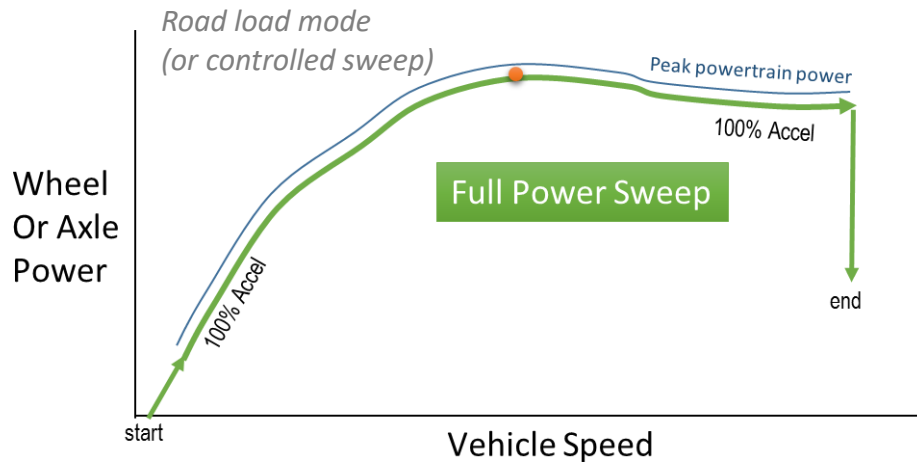 Road load mode
(or controlled sweep)
Peak powertrain power
100% Accel
Wheel
Or Axle
Power
Full Power Sweep
100% Accel
end
start
Vehicle Speed